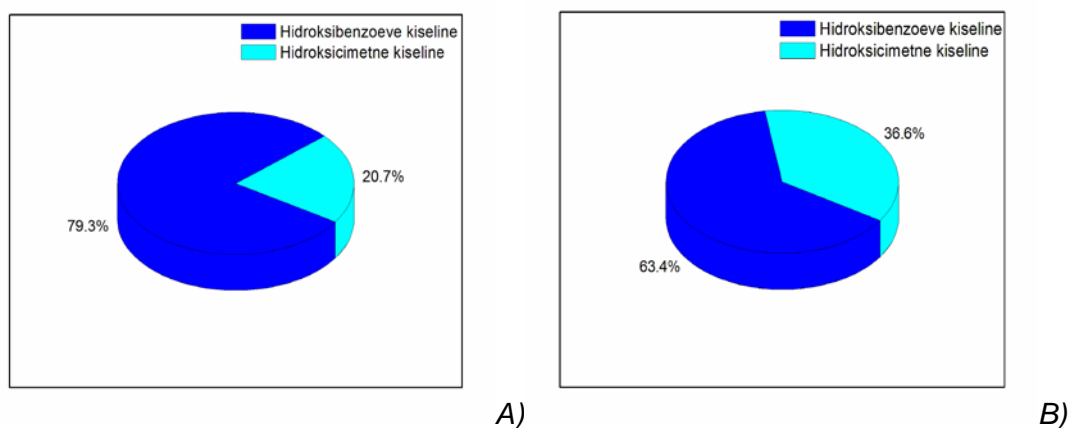 Hidroksibenzoeve kiseline
Hidroksicimetne kiseline
20.7%
79.3%
A)
Hidroksibenzoeve kiseline
Hidroksicimetne kiseline
36.6%
63.4%
B)